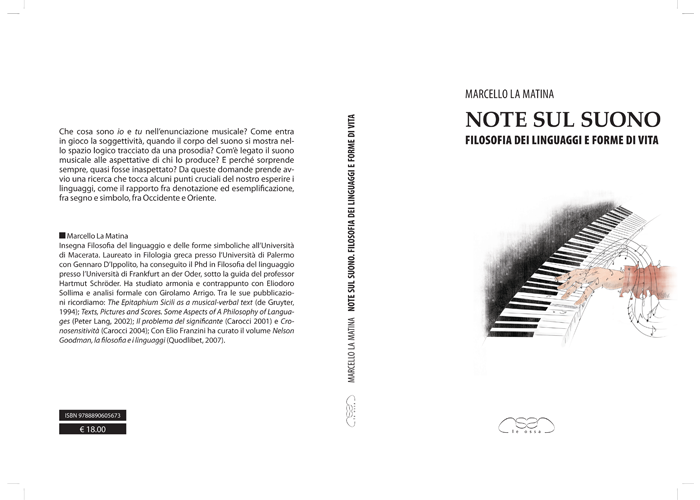 Che cosa sono io e tu nell'enunciazione musicale? Come entra
in gioco la soggettività, quando il corpo del suono si mostra nel-
lo spazio logico tracciato da una prosodia? Com'è legato il suono
musicale alle aspettative di chi lo produce? E perché sorprende
sempre, quasi fosse inaspettato? Da queste domande prende av-
vio una ricerca che tocca alcuni punti cruciali del nostro esperire i
linguaggi, come il rapporto fra denotazione ed esemplificazione,
fra segno e simbolo, fra Occidente e Oriente.
Marcello La Matina
Insegna Filosofia del linguaggio e delle forme simboliche all'Università
di Macerata. Laureato in Filologia greca presso l'Università di Palermo
con Gennaro D'Ippolito, ha conseguito il Phd in Filosofia del linguaggio
presso l'Università di Frankfurt an der Oder, sotto la guida del professor
Hartmut Schröder. Ha studiato armonia e contrappunto con Eliodoro
Sollima e analisi formale con Girolamo Arrigo. Tra le sue pubblicazio-
ni ricordiamo: The Epitaphium Sicili as a musical-verbal text (de Gruyter,
1994); Texts, Pictures and Scores. Some Aspects of A Philosophy of Langua-
ges (Peter Lang, 2002); Il problema del significante (Carocci 2001) e Cro-
nosensitività (Carocci 2004); Con Elio Franzini ha curato il volume Nelson
Goodman, la filosofia e i linguaggi (Quodlibet, 2007).
ISBN 9788890605673
€ 18.00
MARCELLO LA MATINA NOTE SUL SUONO. FILOSOFIA DEI LINGUAGGI E FORME DI VITA
MARCELLO LA MATINA
NOTE SUL SUONO
FILOSOFIA DEI LINGUAGGI E FORME DI VITA
le ossa